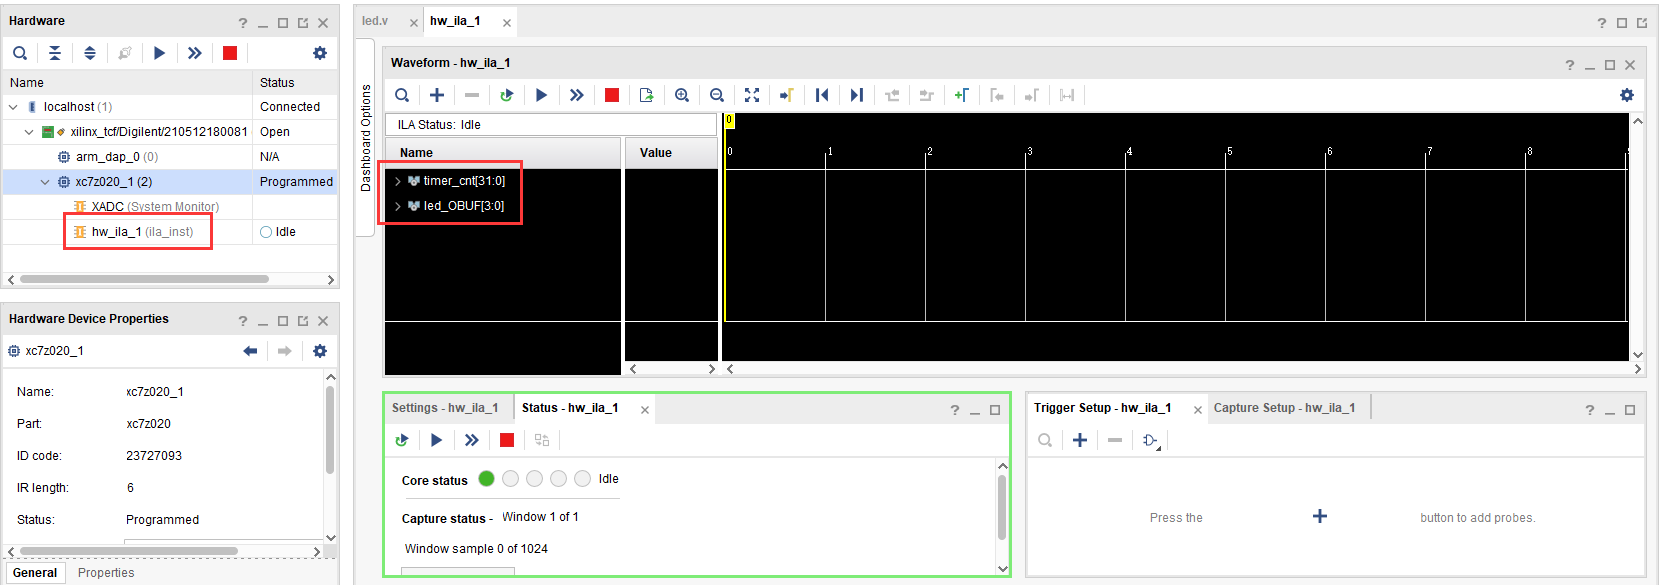 Hardware
Name Status
localhost (1) Connected
xilinx_tcf/Digilent/210512180081 Open
arm_dap_0 (0) N/A
xc7z020_1 (2) Programmed
XADC (System Monitor)
hw_ila_1 (ila_inst) Idle
Hardware Device Properties
xc7z020_1
Name: xc7z020_1
Part: xc7z020
ID code: 23727093
IR length: 6
Status: Programmed
General Properties
led.v hw_ila_1
Dashboard Options
Waveform - hw_ila_1
ILA Status: Idle
Name Value
timer_cnt[31:0]
led_OBUF[3:0]
0
0 1 2 3 4 5 6 7 8
Settings - hw_ila_1 Status - hw_ila_1
Core status Idle
Capture status - Window 1 of 1
Window sample 0 of 1024
Trigger Setup - hw_ila_1 Capture Setup - hw_ila_1
Press the + button to add probes.